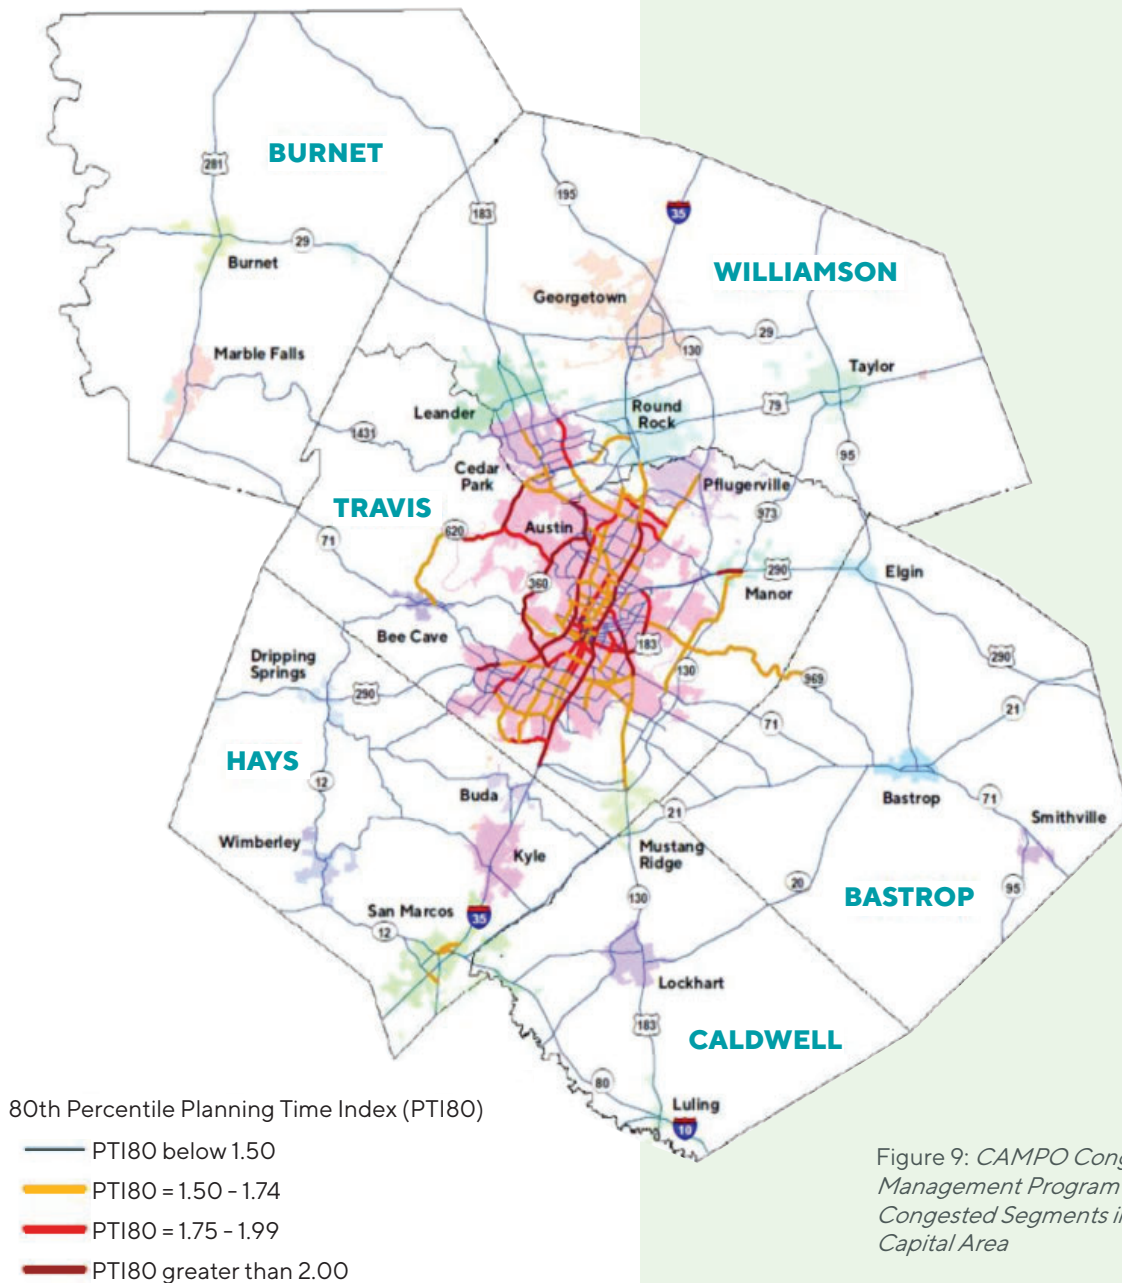 BURNET
281
183
195
35
29
Burnet
WILLIAMSON
Georgetown
29
130
Marble Falls
Taylor
Leander
Round
Rock
79
1431
95
Cedar
Park
Pflugerville
TRAVIS
973
620
Austin
71
290
Elgin
360
Manor
Bee Cave
183
290
Dripping
Springs
130
969
290
21
71
HAYS
12
Buda
Bastrop
71
21
Smithville
Wimberley
Kyle
Mustang
Ridge
20
95
130
BASTROP
San Marcos
35
12
Lockhart
183
CALDWELL
80
Luling
10
80th Percentile Planning Time Index (PTI80)
PTI80 below 1.50
PTI80 = 1.50 - 1.74
PTI80 = 1.75 - 1.99
PTI80 greater than 2.00
Figure 9: CAMPO Cong
Management Program
Congested Segments i
Capital Area